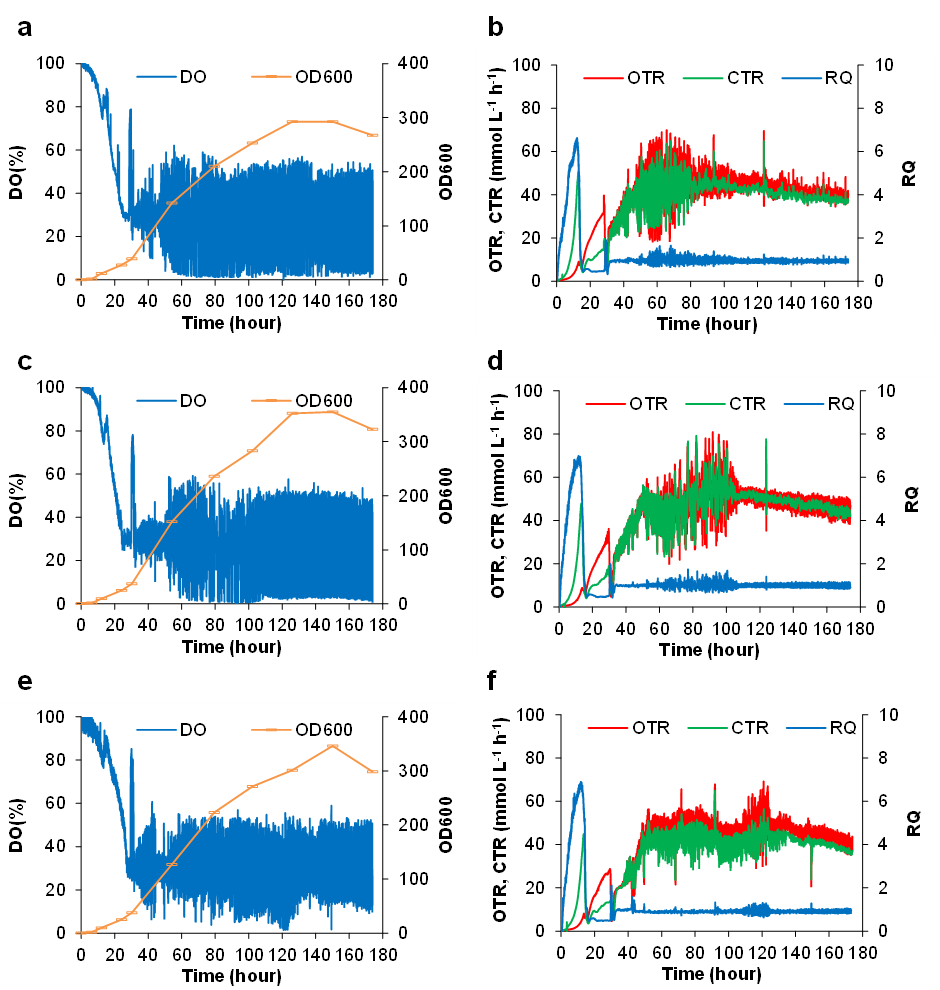 a
DO
OD600
DO(%)
100
80
60
40
20
0
400
300
200
100
0
OD600
0 20 40 60 80 100 120 140 160 180
Time (hour)
b
OTR
CTR
RQ
OTR, CTR (mmol L-1 h-1)
100
80
60
40
20
0
10
8
6
4
2
0
RQ
0 20 40 60 80 100 120 140 160 180
Time (hour)
c
DO
OD600
DO(%)
100
80
60
40
20
0
400
300
200
100
0
OD600
0 20 40 60 80 100 120 140 160 180
Time (hour)
d
OTR
CTR
RQ
OTR, CTR (mmol L-1 h-1)
100
80
60
40
20
0
10
8
6
4
2
0
RQ
0 20 40 60 80 100 120 140 160 180
Time (hour)
e
DO
OD600
DO(%)
100
80
60
40
20
0
400
300
200
100
0
OD600
0 20 40 60 80 100 120 140 160 180
Time (hour)
f
OTR
CTR
RQ
OTR, CTR (mmol L-1 h-1)
100
80
60
40
20
0
10
8
6
4
2
0
RQ
0 20 40 60 80 100 120 140 160 180
Time (hour)